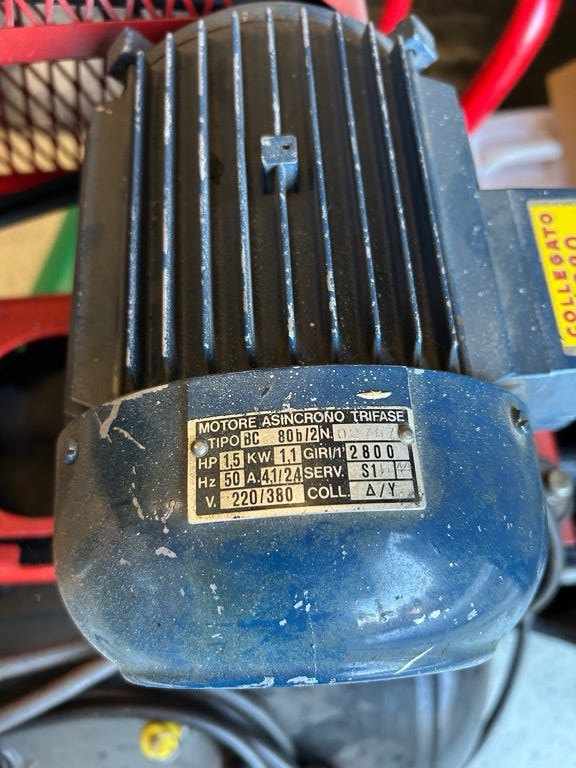 COLLEGATO
MOTORE ASINCRONO TRIFASE
TIPO BC 80b/2 N.
HP 1,5 KW. 1,1 GIRI/1' 2800
Hz 50 A. 4,1/2,4 SERV. S1
V. 220/380 COLL. Δ/Y